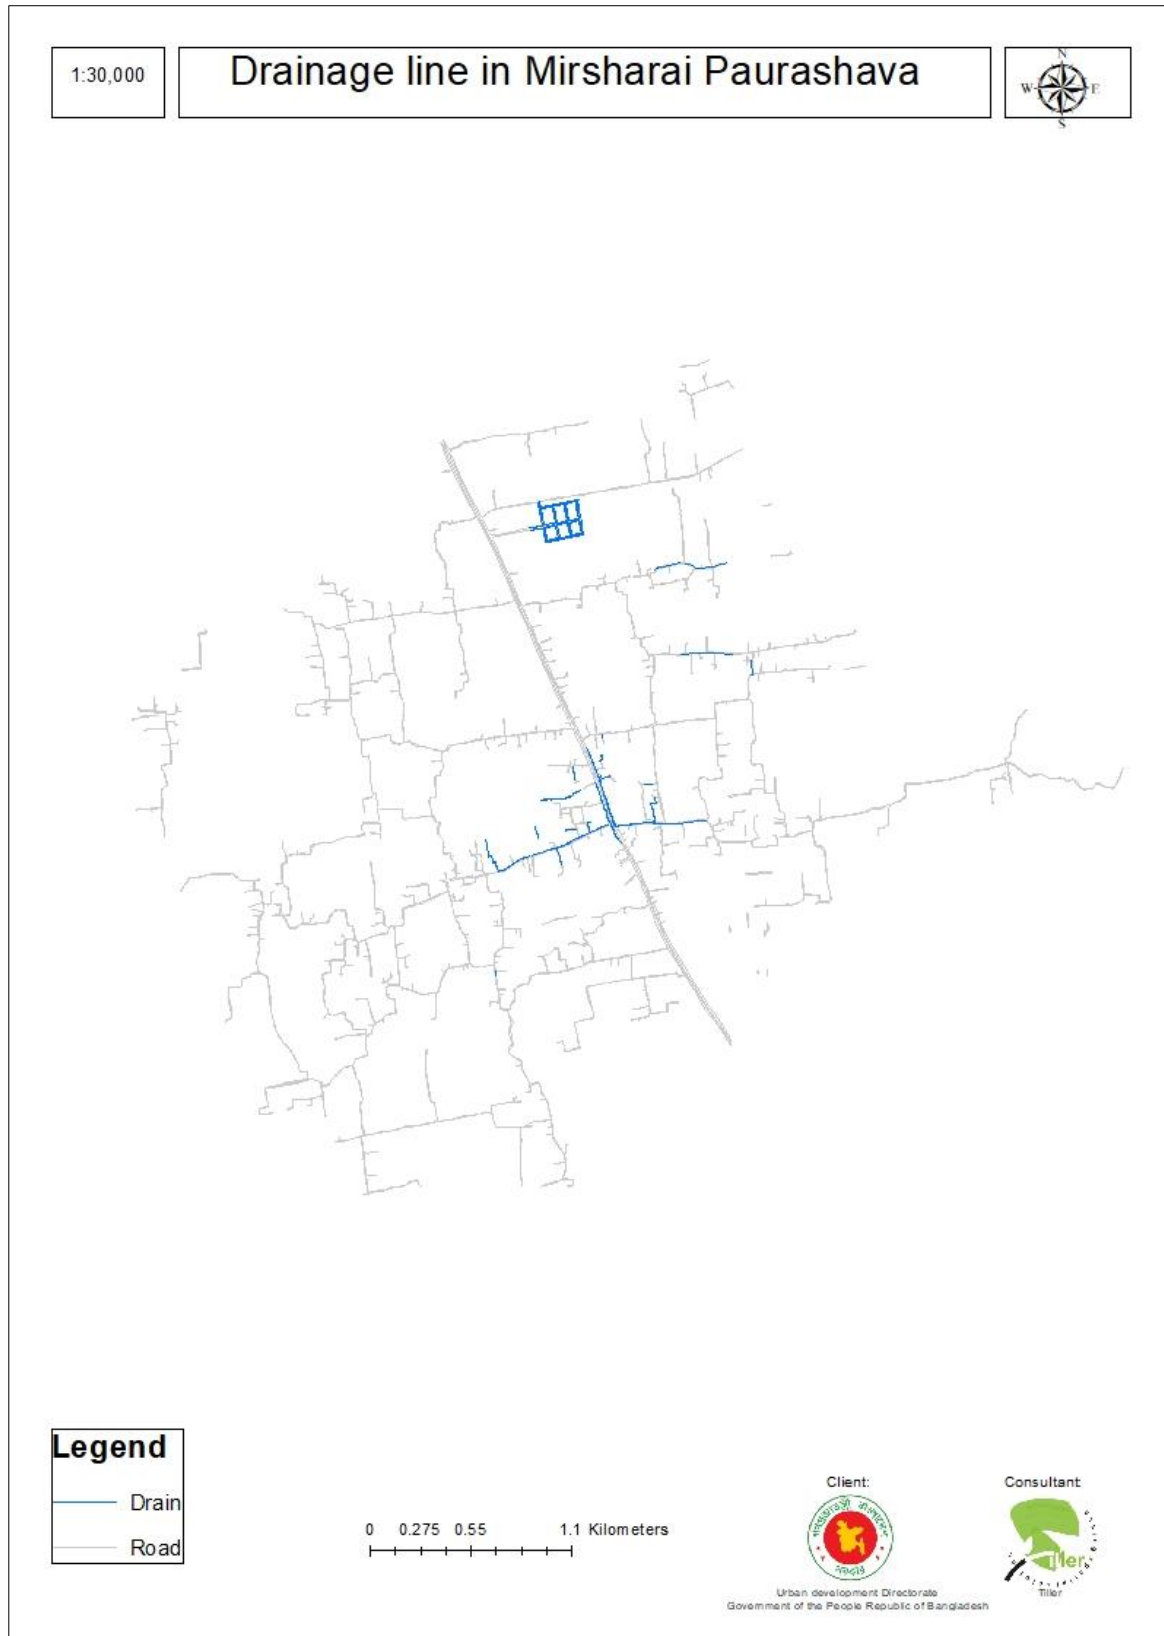 1:30,000
Drainage line in Mirsharai Paurashava
N
W E
S
Legend
Drain
Road
0 0.275 0.55 1.1 Kilometers
Client:
Consultant
Urban development Directorate
Government of the People Republic of Bangladesh
Tiller